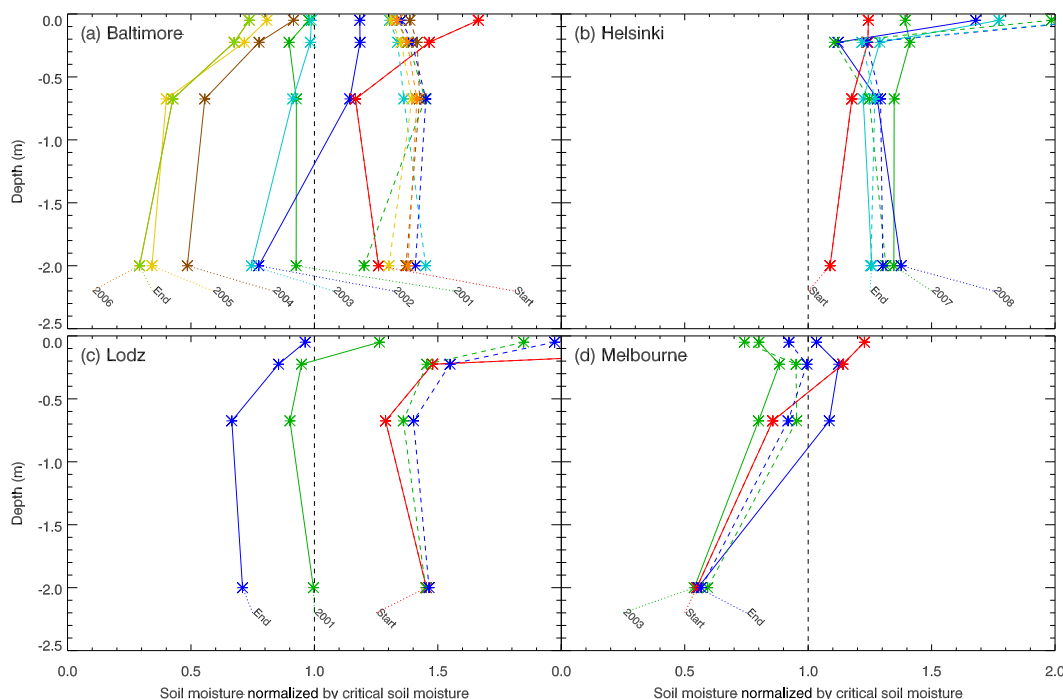 (a) Baltimore
(b) Helsinki
0.0
-0.5
-1.0
-1.5
-2.0
-2.5
Depth (m)
2006
End
2005
2004
2003
2002
2001
Start
Start
End
2007
2008
(c) Lodz
(d) Melbourne
0.0
-0.5
-1.0
-1.5
-2.0
-2.5
Depth (m)
End
2001
Start
2003
Start
End
0.0
0.5
1.0
1.5
2.0
0.5
1.0
1.5
2.0
Soil moisture normalized by critical soil moisture
Soil moisture normalized by critical soil moisture